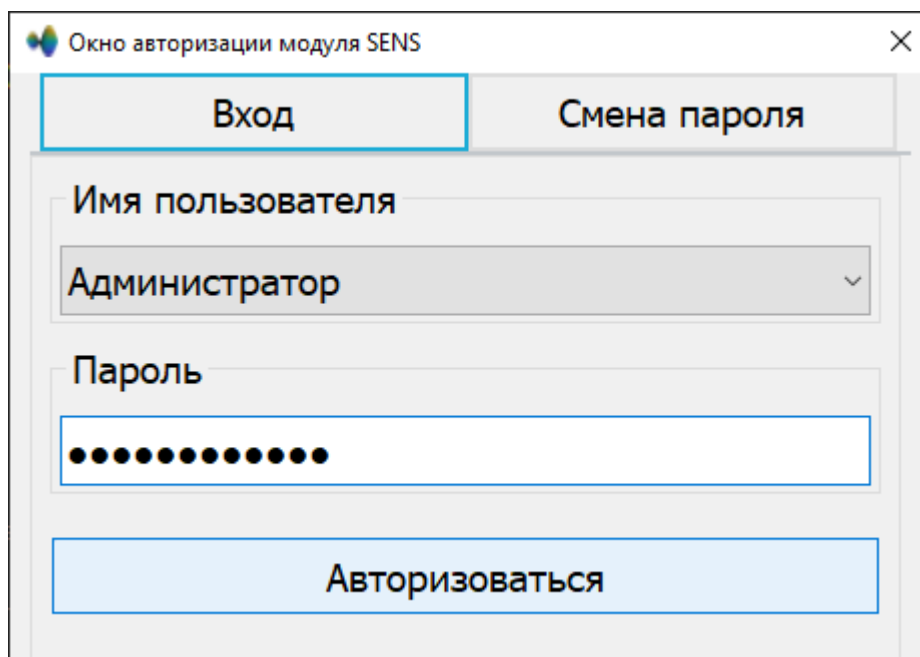 Окно авторизации модуля SENS
Вход Смена пароля
Имя пользователя
Администратор
Пароль
●●●●●●●●●●●●
Авторизоваться